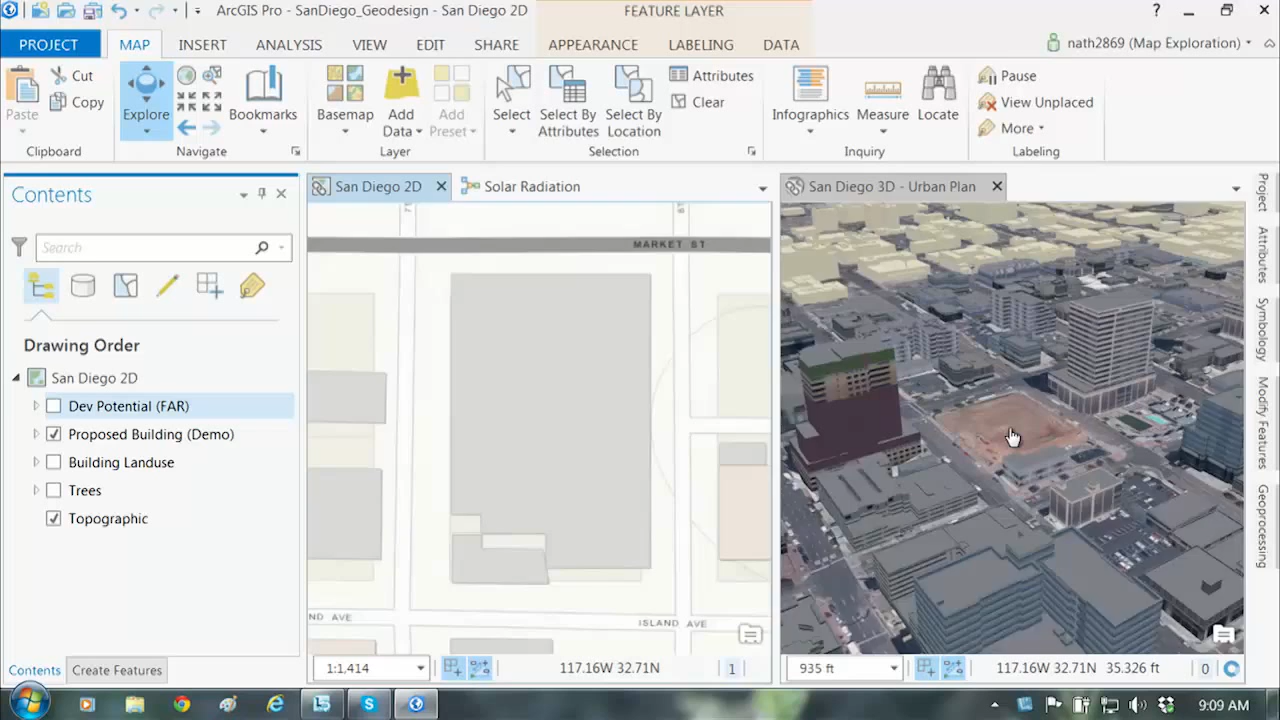 ArcGIS Pro - SanDiego_Geodesign - San Diego 2D
FEATURE LAYER
?
PROJECT
MAP
INSERT
ANALYSIS
VIEW
EDIT
SHARE
APPEARANCE
LABELING
DATA
nath2869 (Map Exploration)
Paste
Cut
Copy
Clipboard
Explore
Bookmarks
Navigate
Basemap
Add
Data
Add
Preset
Layer
Select
Select By
Attributes
Select By
Location
Attributes
Clear
Selection
Infographics
Measure
Locate
Inquiry
Pause
View Unplaced
More
Labeling
Contents
Search
Drawing Order
San Diego 2D
Dev Potential (FAR)
Proposed Building (Demo)
Building Landuse
Trees
Topographic
Contents
Create Features
San Diego 2D
Solar Radiation
MARKET ST
ND AVE
ISLAND AVE
1:1,414
117.16W 32.71N
1
San Diego 3D - Urban Plan
935 ft
117.16W 32.71N 35.326 ft
0
Project
Attributes
Symbology
Modify Features
Geoprocessing
9:09 AM